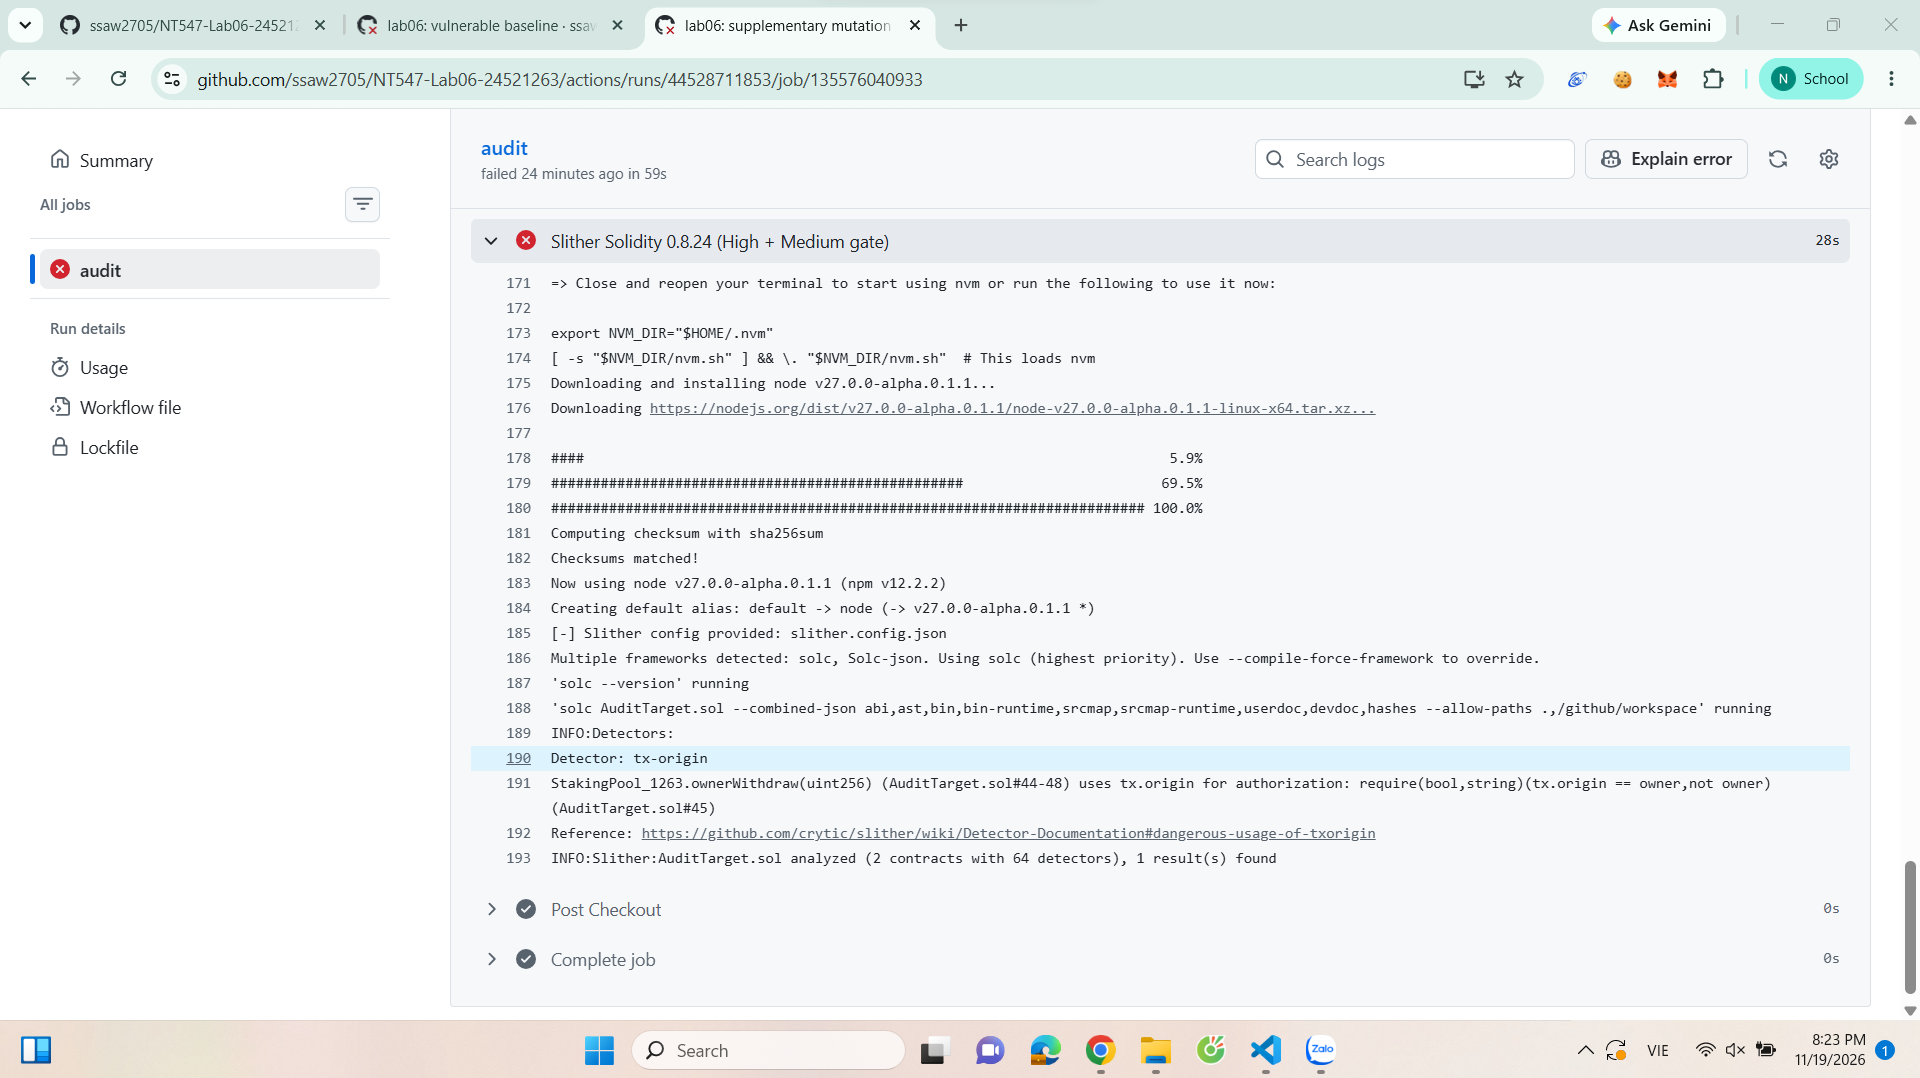 ssaw2705/NT547-Lab06-24521
lab06: vulnerable baseline · ssaw
lab06: supplementary mutation
Ask Gemini
github.com/ssaw2705/NT547-Lab06-24521263/actions/runs/44528711853/job/135576040933
N School
Summary
All jobs
audit
Run details
Usage
Workflow file
Lockfile
audit
failed 24 minutes ago in 59s
Search logs
Explain error
Slither Solidity 0.8.24 (High + Medium gate) 28s
171 => Close and reopen your terminal to start using nvm or run the following to use it now:
172
173 export NVM_DIR="$HOME/.nvm"
174 [ -s "$NVM_DIR/nvm.sh" ] && \. "$NVM_DIR/nvm.sh"  # This loads nvm
175 Downloading and installing node v27.0.0-alpha.0.1.1...
176 Downloading https://nodejs.org/dist/v27.0.0-alpha.0.1.1/node-v27.0.0-alpha.0.1.1-linux-x64.tar.xz...
177
178 #### 5.9%
179 ################################################## 69.5%
180 ######################################################################## 100.0%
181 Computing checksum with sha256sum
182 Checksums matched!
183 Now using node v27.0.0-alpha.0.1.1 (npm v12.2.2)
184 Creating default alias: default -> node (-> v27.0.0-alpha.0.1.1 *)
185 [-] Slither config provided: slither.config.json
186 Multiple frameworks detected: solc, Solc-json. Using solc (highest priority). Use --compile-force-framework to override.
187 'solc --version' running
188 'solc AuditTarget.sol --combined-json abi,ast,bin,bin-runtime,srcmap,srcmap-runtime,userdoc,devdoc,hashes --allow-paths .,/github/workspace' running
189 INFO:Detectors:
190 Detector: tx-origin
191 StakingPool_1263.ownerWithdraw(uint256) (AuditTarget.sol#44-48) uses tx.origin for authorization: require(bool,string)(tx.origin == owner,not owner)
(AuditTarget.sol#45)
192 Reference: https://github.com/crytic/slither/wiki/Detector-Documentation#dangerous-usage-of-txorigin
193 INFO:Slither:AuditTarget.sol analyzed (2 contracts with 64 detectors), 1 result(s) found
Post Checkout 0s
Complete job 0s
Search
Zalo
VIE
8:23 PM
11/19/2026
1